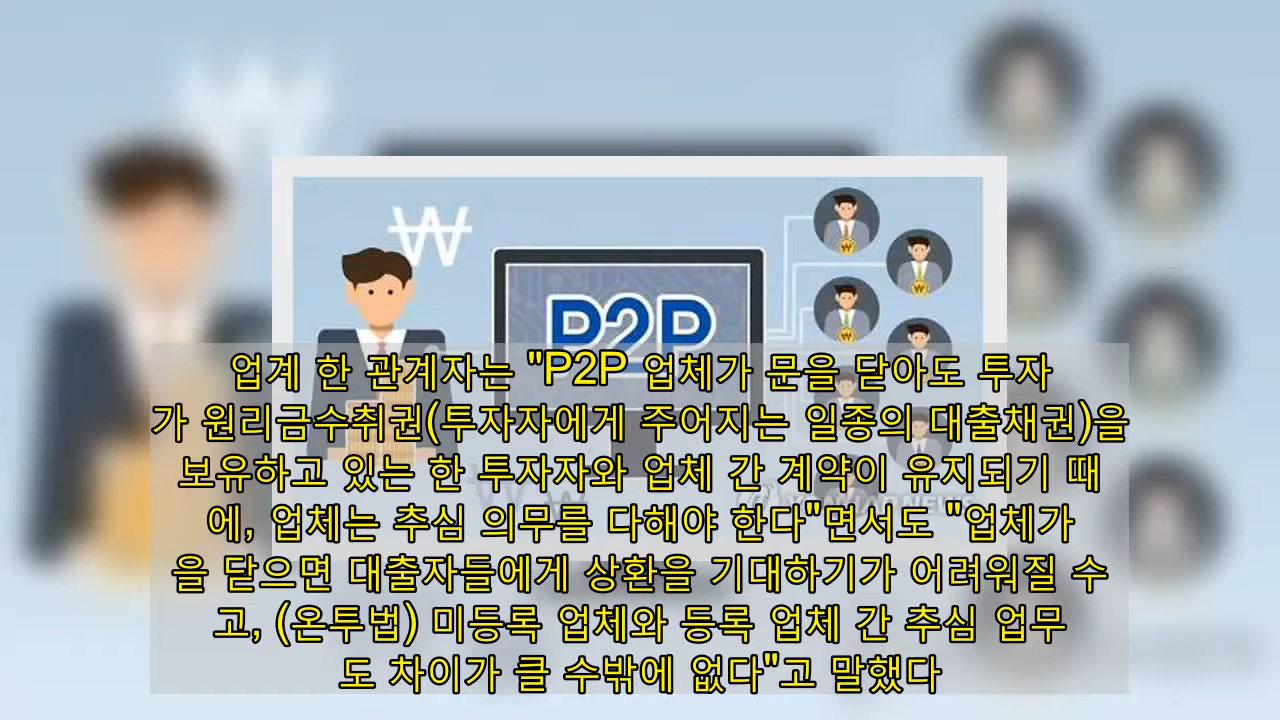 P2P
업계 한 관계자는 "P2P 업체가 문을 닫아도 투자
가 원리금수취권(투자자에게 주어지는 일종의 대출채권)을
보유하고 있는 한 투자자와 업체 간 계약이 유지되기 때
에, 업체는 추심 의무를 다해야 한다"면서도 "업체가
을 닫으면 대출자들에게 상환을 기대하기가 어려워질 수
고, (온투법) 미등록 업체와 등록 업체 간 추심 업무
도 차이가 클 수밖에 없다"고 말했다